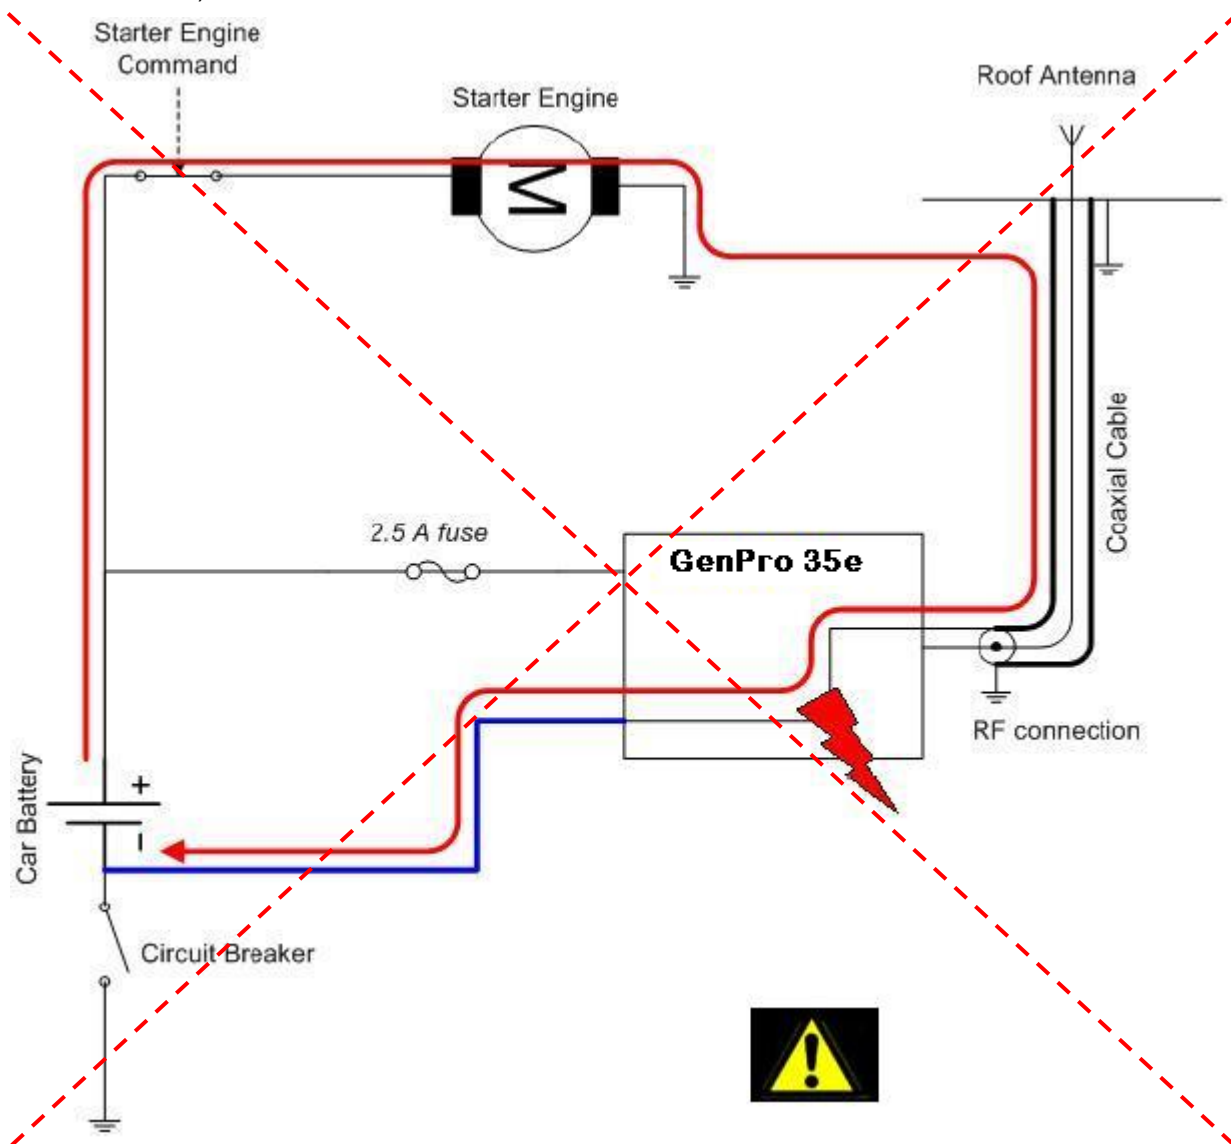 Starter Engine
Command
Starter Engine
Roof Antenna
M
Coaxial Cable
2.5 A fuse
GenPro 35e
RF connection
Car Battery
+
−
Circuit Breaker
!